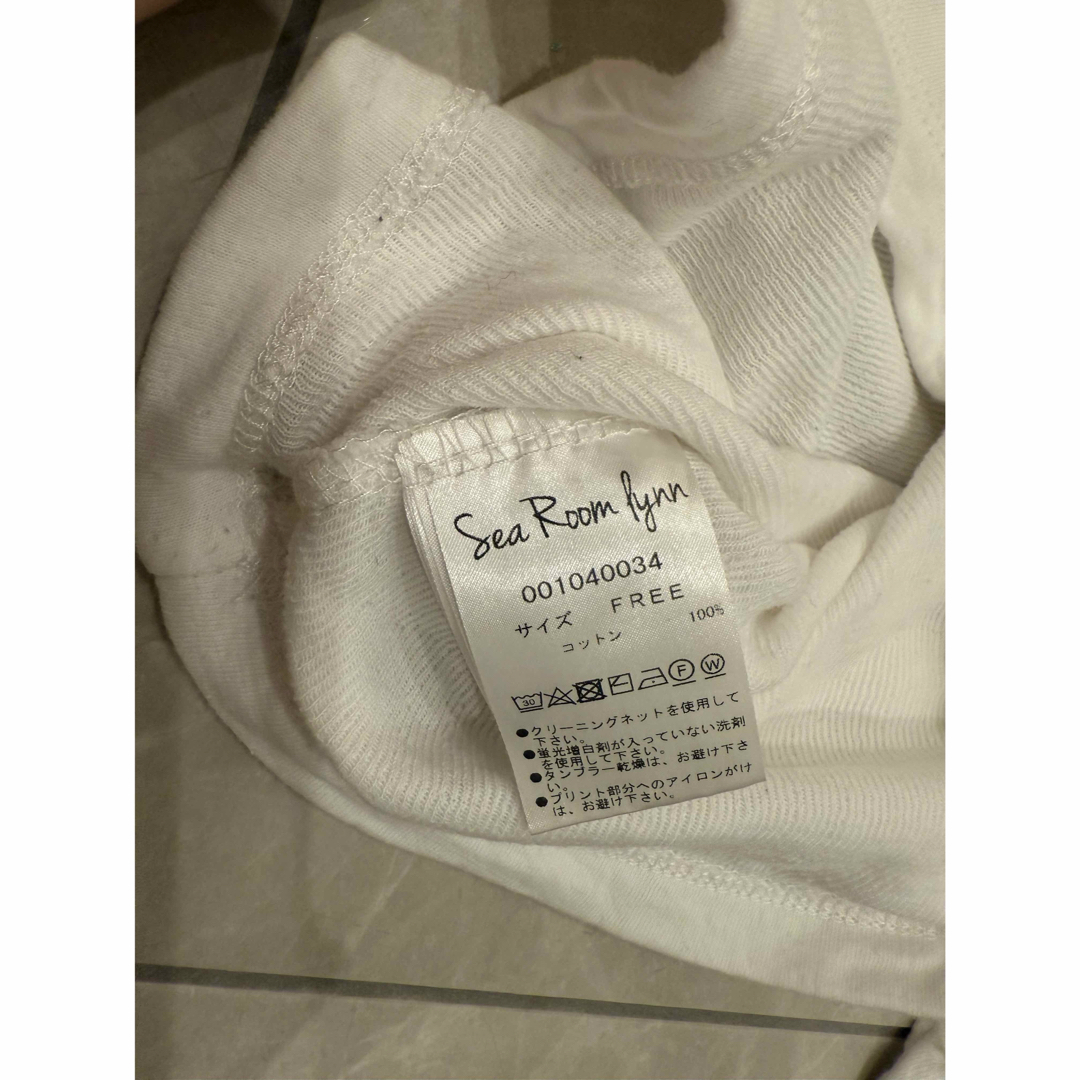 Sea Room lynn
001040034
サイズ FREE
コットン 100%
30 F W
●クリーニングネットを使用して
下さい。
●蛍光増白剤が入っていない洗剤
を使用して下さい。
●タンブラー乾燥は、お避け下さ
い。
●プリント部分へのアイロンがけ
は、お避け下さい。